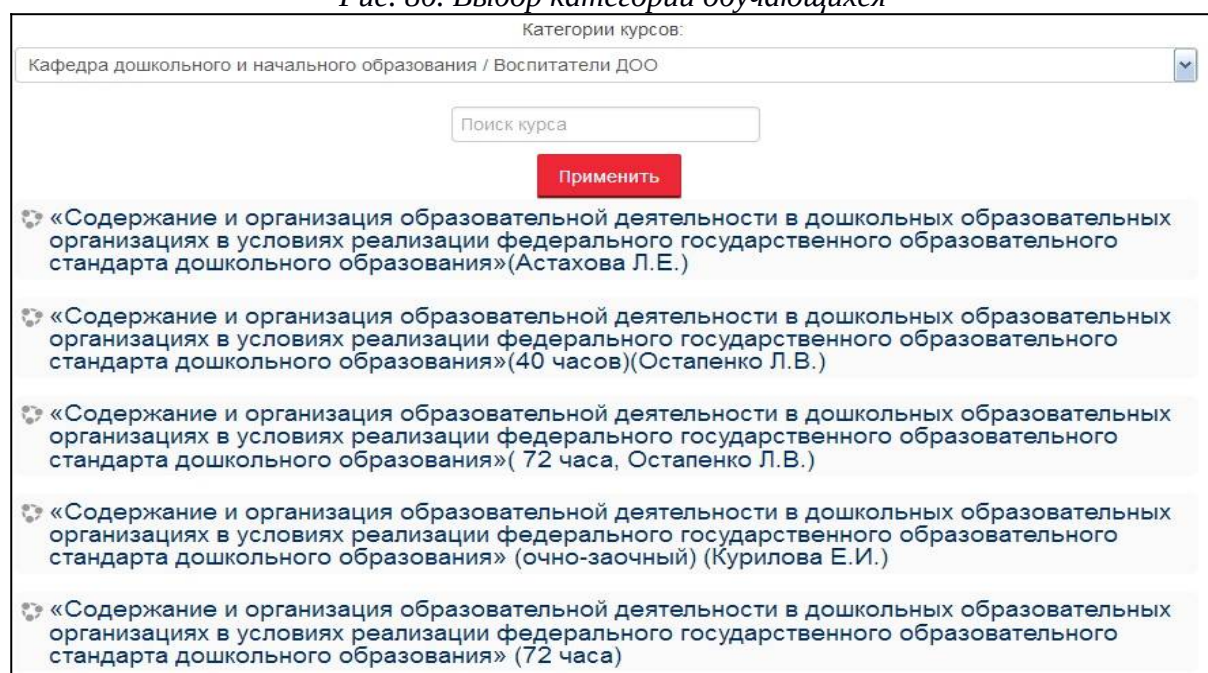 Рис. 80. Выбор категории обучающихся
Категории курсов:
Кафедра дошкольного и начального образования / Воспитатели ДОО
Поиск курса
Применить
«Содержание и организация образовательной деятельности в дошкольных образовательных
организациях в условиях реализации федерального государственного образовательного
стандарта дошкольного образования»(Астахова Л.Е.)
«Содержание и организация образовательной деятельности в дошкольных образовательных
организациях в условиях реализации федерального государственного образовательного
стандарта дошкольного образования»(40 часов)(Остапенко Л.В.)
«Содержание и организация образовательной деятельности в дошкольных образовательных
организациях в условиях реализации федерального государственного образовательного
стандарта дошкольного образования»( 72 часа, Остапенко Л.В.)
«Содержание и организация образовательной деятельности в дошкольных образовательных
организациях в условиях реализации федерального государственного образовательного
стандарта дошкольного образования» (очно-заочный) (Курилова Е.И.)
«Содержание и организация образовательной деятельности в дошкольных образовательных
организациях в условиях реализации федерального государственного образовательного
стандарта дошкольного образования» (72 часа)